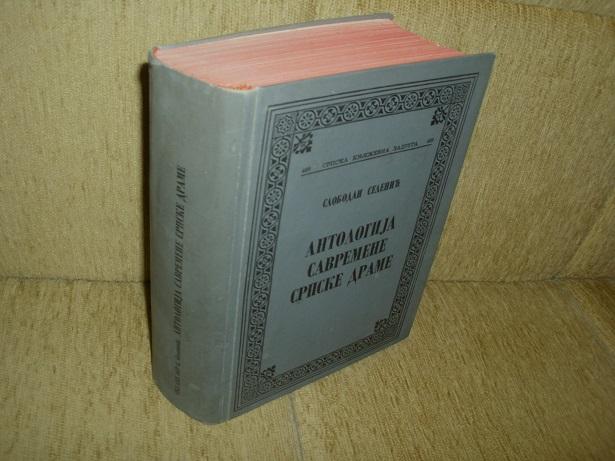 СРПСКА КЊИЖЕВНА ЗАДРУГА
СЛОБОДАН СЕЛЕНИЋ
АНТОЛОГИЈА
САВРЕМЕНЕ
СРПСКЕ ДРАМЕ
АНТОЛОГИЈА САВРЕМЕНЕ СРПСКЕ ДРАМЕ